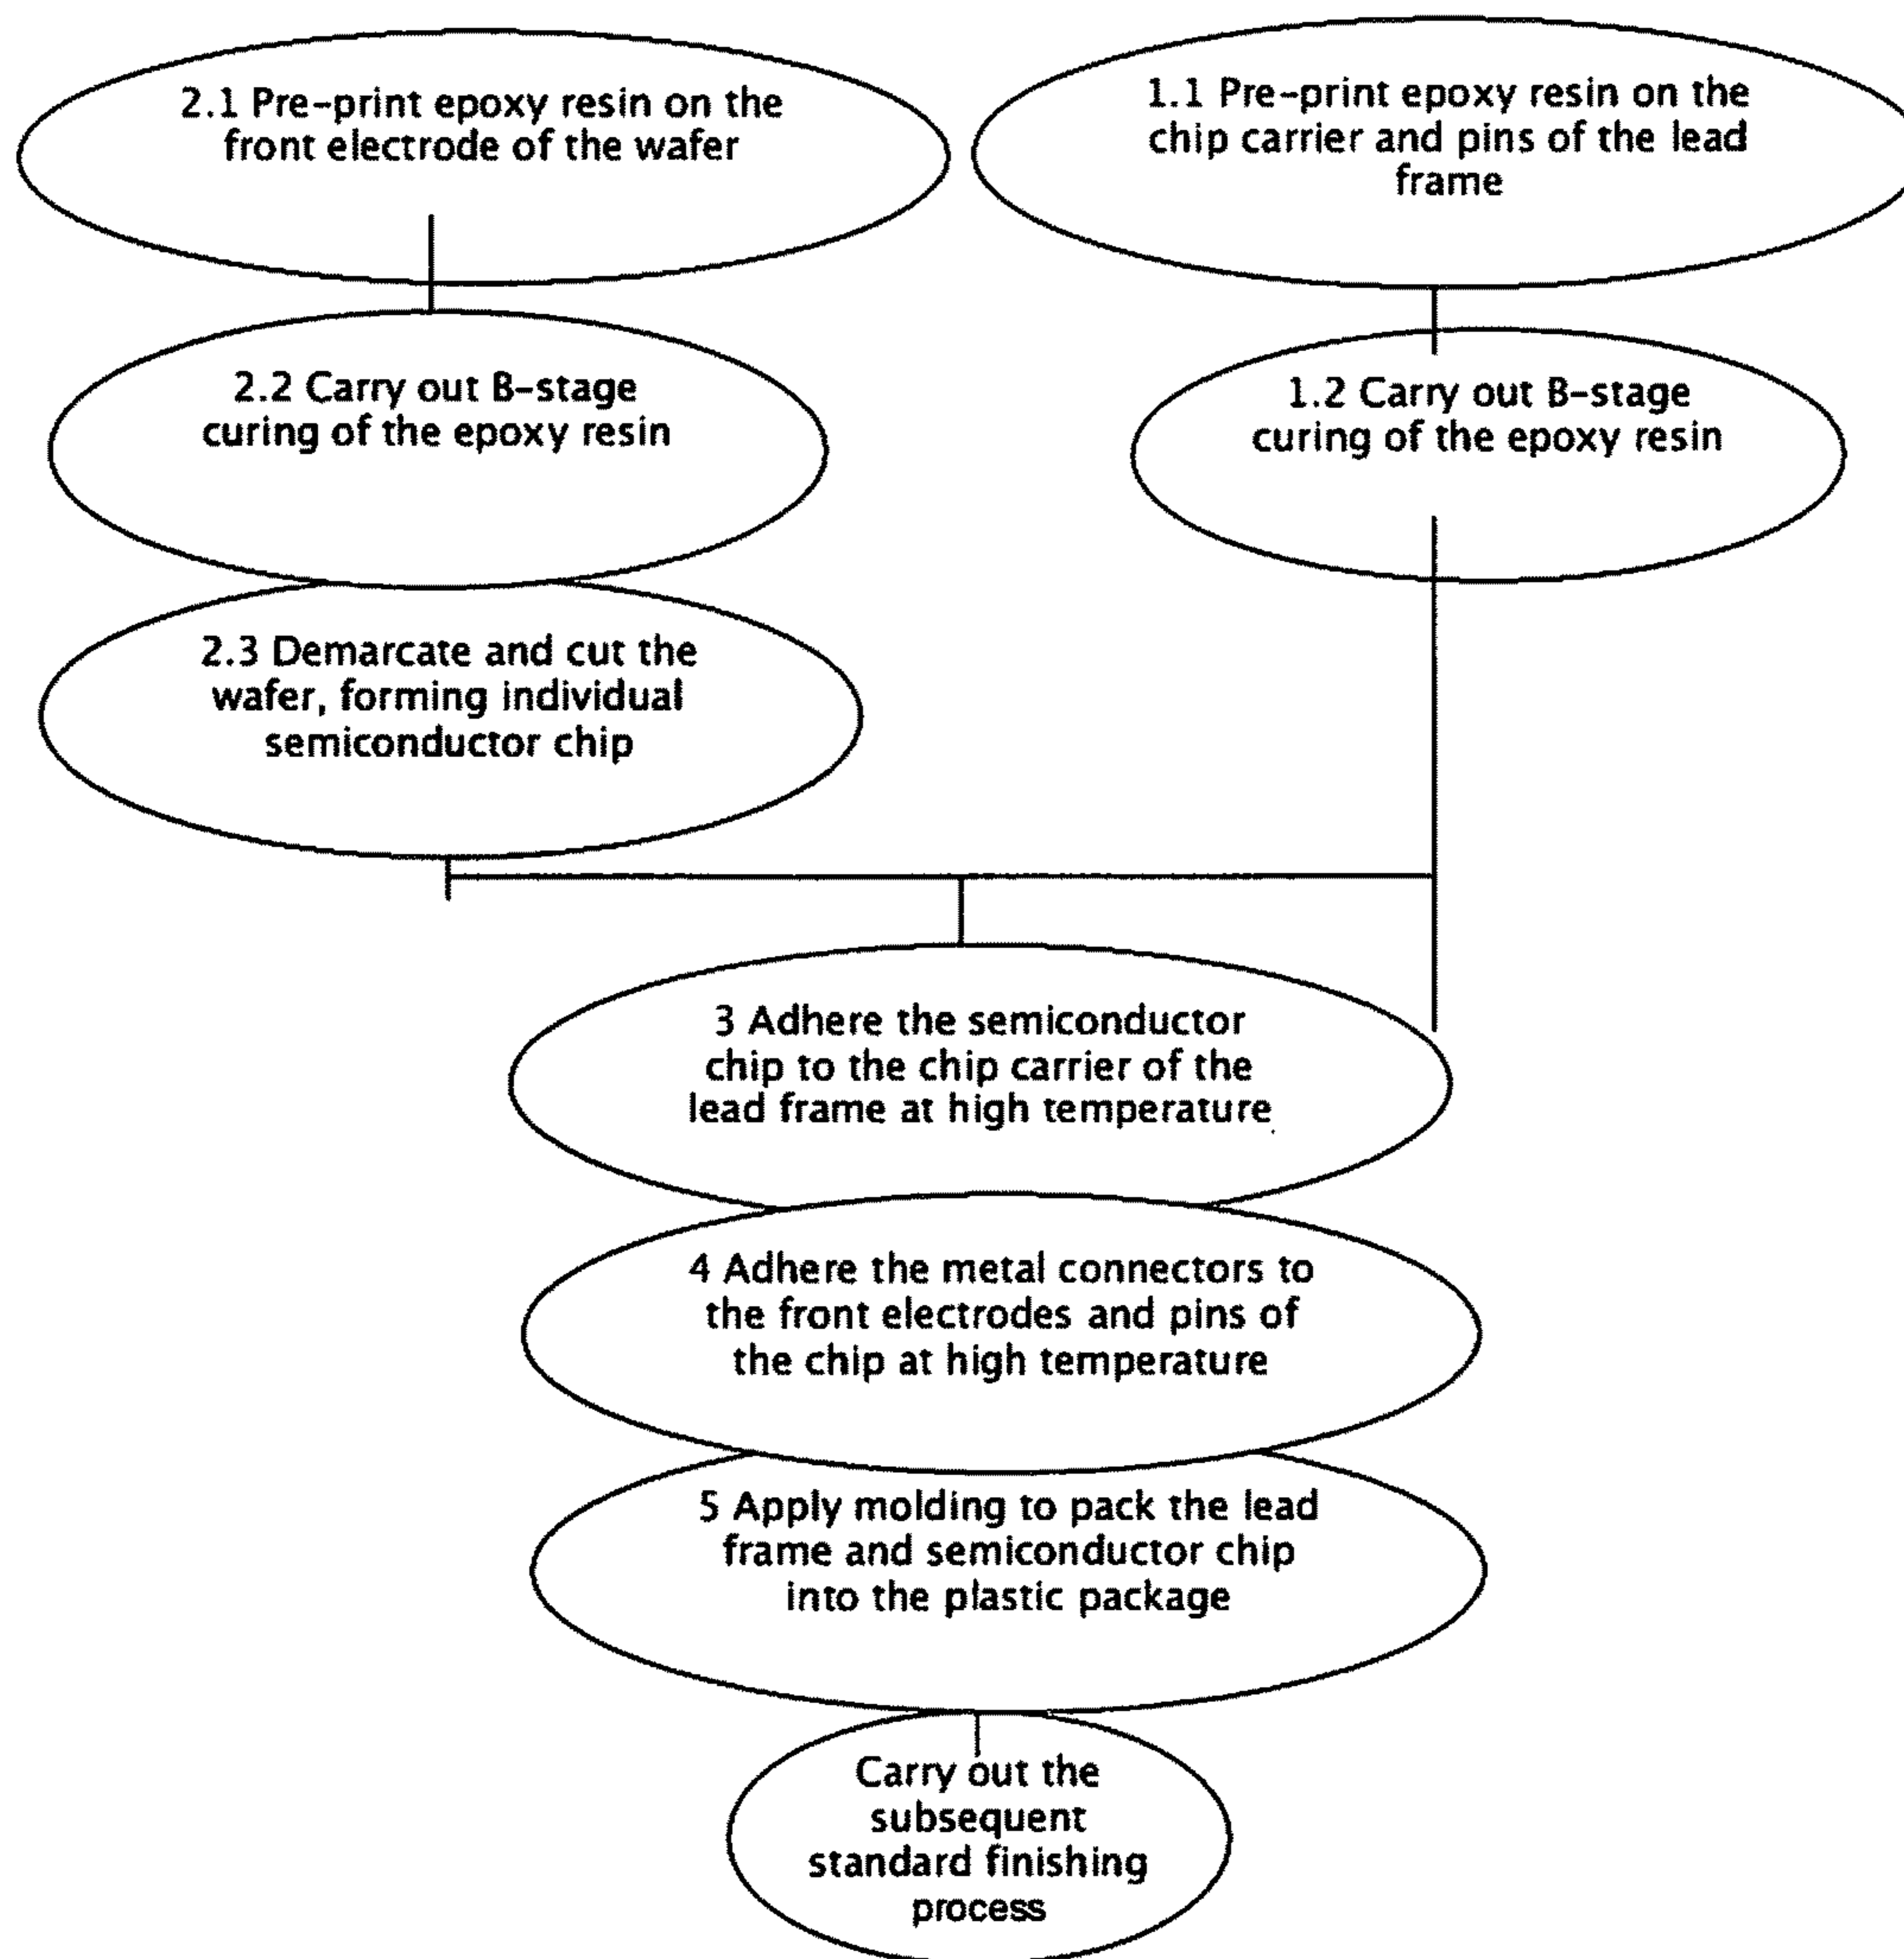 2.1 Pre-print epoxy resin on the
front electrode of the wafer
1.1 Pre-print epoxy resin on the
chip carrier and pins of the lead
frame
2.2 Carry out B-stage
curing of the epoxy resin
1.2 Carry out B-stage
curing of the epoxy resin
2.3 Demarcate and cut the
wafer, forming individual
semiconductor chip
3 Adhere the semiconductor
chip to the chip carrier of the
lead frame at high temperature
4 Adhere the metal connectors to
the front electrodes and pins of
the chip at high temperature
5 Apply molding to pack the lead
frame and semiconductor chip
into the plastic package
Carry out the
subsequent
standard finishing
process